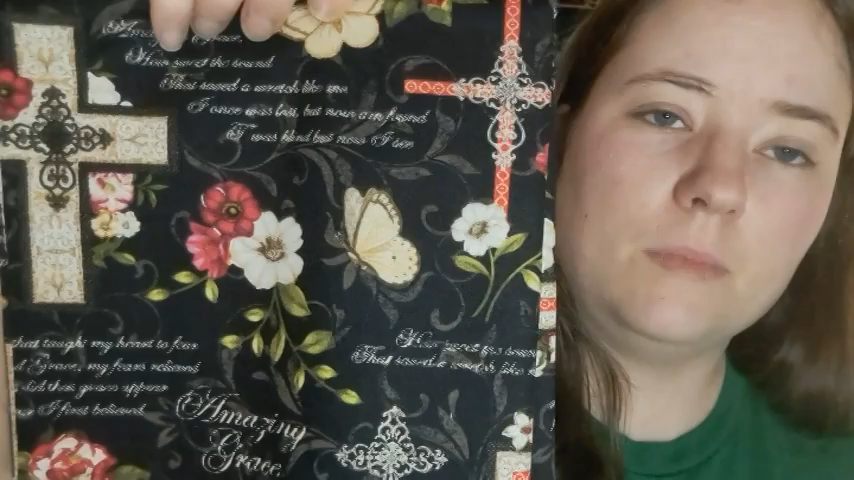 Amazing Grace,
How sweet the sound
That saved a wretch like me
I once was lost, but now am found
T was blind but now I see
that taught my heart to fear
Grace, my fears relieved
did that grace appear
I first believed
How sweet the sound
That saved a wretch like
Amazing
Grace